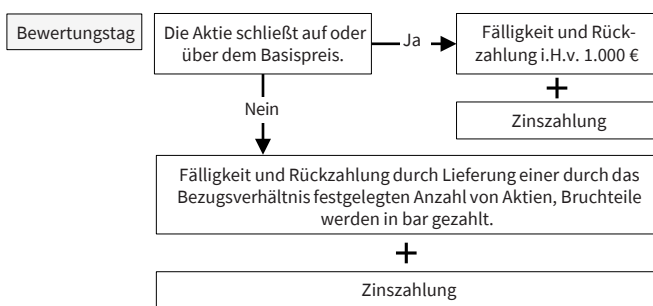 Bewertungstag
Die Aktie schließt auf oder
über dem Basispreis.
Ja
Fälligkeit und Rück-
zahlung i.H.v. 1.000 €
+
Zinszahlung
Nein
Fälligkeit und Rückzahlung durch Lieferung einer durch das
Bezugsverhältnis festgelegten Anzahl von Aktien, Bruchteile
werden in bar gezahlt.
+
Zinszahlung